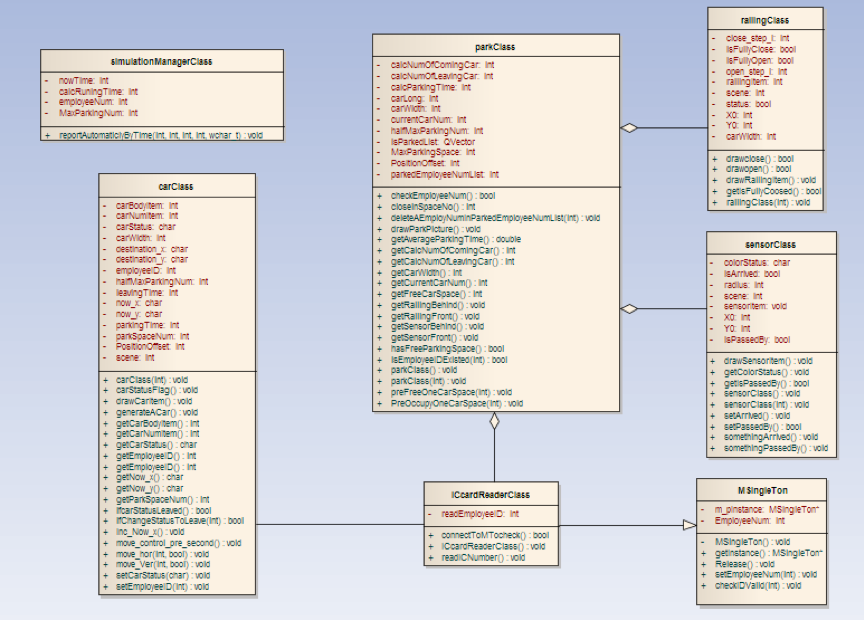 simulationManagerClass
- nowTime: int
- calcRuningTime: int
- employeeNum: int
- MaxParkingNum: int
+ reportAutomaticllyByTime(int, int, int, int, wchar_t) : void
carClass
- carBodyItem: int
- carNumItem: int
- carStatus: char
- carWidth: int
- destination_x: char
- destination_y: char
- employeeID: int
- halfMaxParkingNum: int
- leavingTime: int
- now_x: char
- now_y: char
- parkingTime: int
- parkSpaceNum: int
- PositionOffset: int
- scene: int
+ carClass(int) : void
+ carStatusFlag() : void
+ drawCarItem() : void
+ generateACar() : void
+ getCarBodyItem() : int
+ getCarNumItem() : int
+ getCarStatus() : char
+ getEmployeeID() : int
+ getEmployeeID() : int
+ getNow_x() : char
+ getNow_y() : char
+ getParkSpaceNum() : int
+ ifcarStatusLeaved() : bool
+ ifChangeStatusToLeave(int) : bool
+ inc_Now_x() : void
+ move_control_pre_second() : void
+ move_hor(int, bool) : void
+ move_Ver(int, bool) : void
+ setCarStatus(char) : void
+ setEmployeeID(int) : void
parkClass
- calcNumOfComingCar: int
- calcNumOfLeavingCar: int
- calcParkingTime: int
- carLong: int
- carWidth: int
- currentCarNum: int
- halfMaxParkingNum: int
- isParkedList: QVector
- MaxParkingSpace: int
- PositionOffset: int
- parkedEmployeeNumList: int
+ checkEmployeeNum() : bool
+ closeInSpaceNo() : int
+ deleteAEmployNuminParkedEmployeeNumList(int) : void
+ drawParkPicture() : void
+ getAverageParkingTime() : double
+ getCalcNumOfComingCar() : int
+ getCalcNumOfLeavingCar() : int
+ getCarWidth() : int
+ getCurrentCarNum() : int
+ getFreeCarSpace() : int
+ getRailingBehind() : void
+ getRailingFront() : void
+ getSensorBehind() : void
+ getSensorFront() : void
+ hasFreeParkingSpace() : bool
+ isEmployeeIDExisted(int) : bool
+ parkClass() : void
+ parkClass(int) : void
+ preFreeOneCarSpace(int) : void
+ PreOccupyOneCarSpace(int) : void
railingClass
- close_step_i: int
- isFullyClose: bool
- isFullyOpen: bool
- open_step_i: int
- railingItem: int
- scene: int
- status: bool
- X0: int
- Y0: int
- carWidth: int
+ drawclose() : bool
+ drawopen() : bool
+ drawRailingItem() : void
+ getisFullyCoosed() : bool
+ railingClass(int) : void
sensorClass
- colorStatus: char
- isArrived: bool
- radius: int
- scene: int
- sensoritem: void
- X0: int
- Y0: int
- isPassedBy: bool
+ drawSensorItem() : void
+ getColorStatus() : void
+ getisPassedBy() : bool
+ sensorClass() : void
+ sensorClass(int) : void
+ setArrived() : void
+ setPassedBy() : bool
+ somethingArrived() : void
+ somethingPassedBy() : void
ICcardReaderClass
- readEmployeeID: int
+ connectToMTocheck() : bool
+ ICcardReaderClass() : void
+ readICNumber() : void
MSingleTon
- m_pInstance: MSingleTon*
- EmployeeNum: int
- MSingleTon() : void
+ getInstance() : MSingleTon*
+ Release() : void
+ setEmployeeNum(int) : void
+ checkIDValid(int) : void